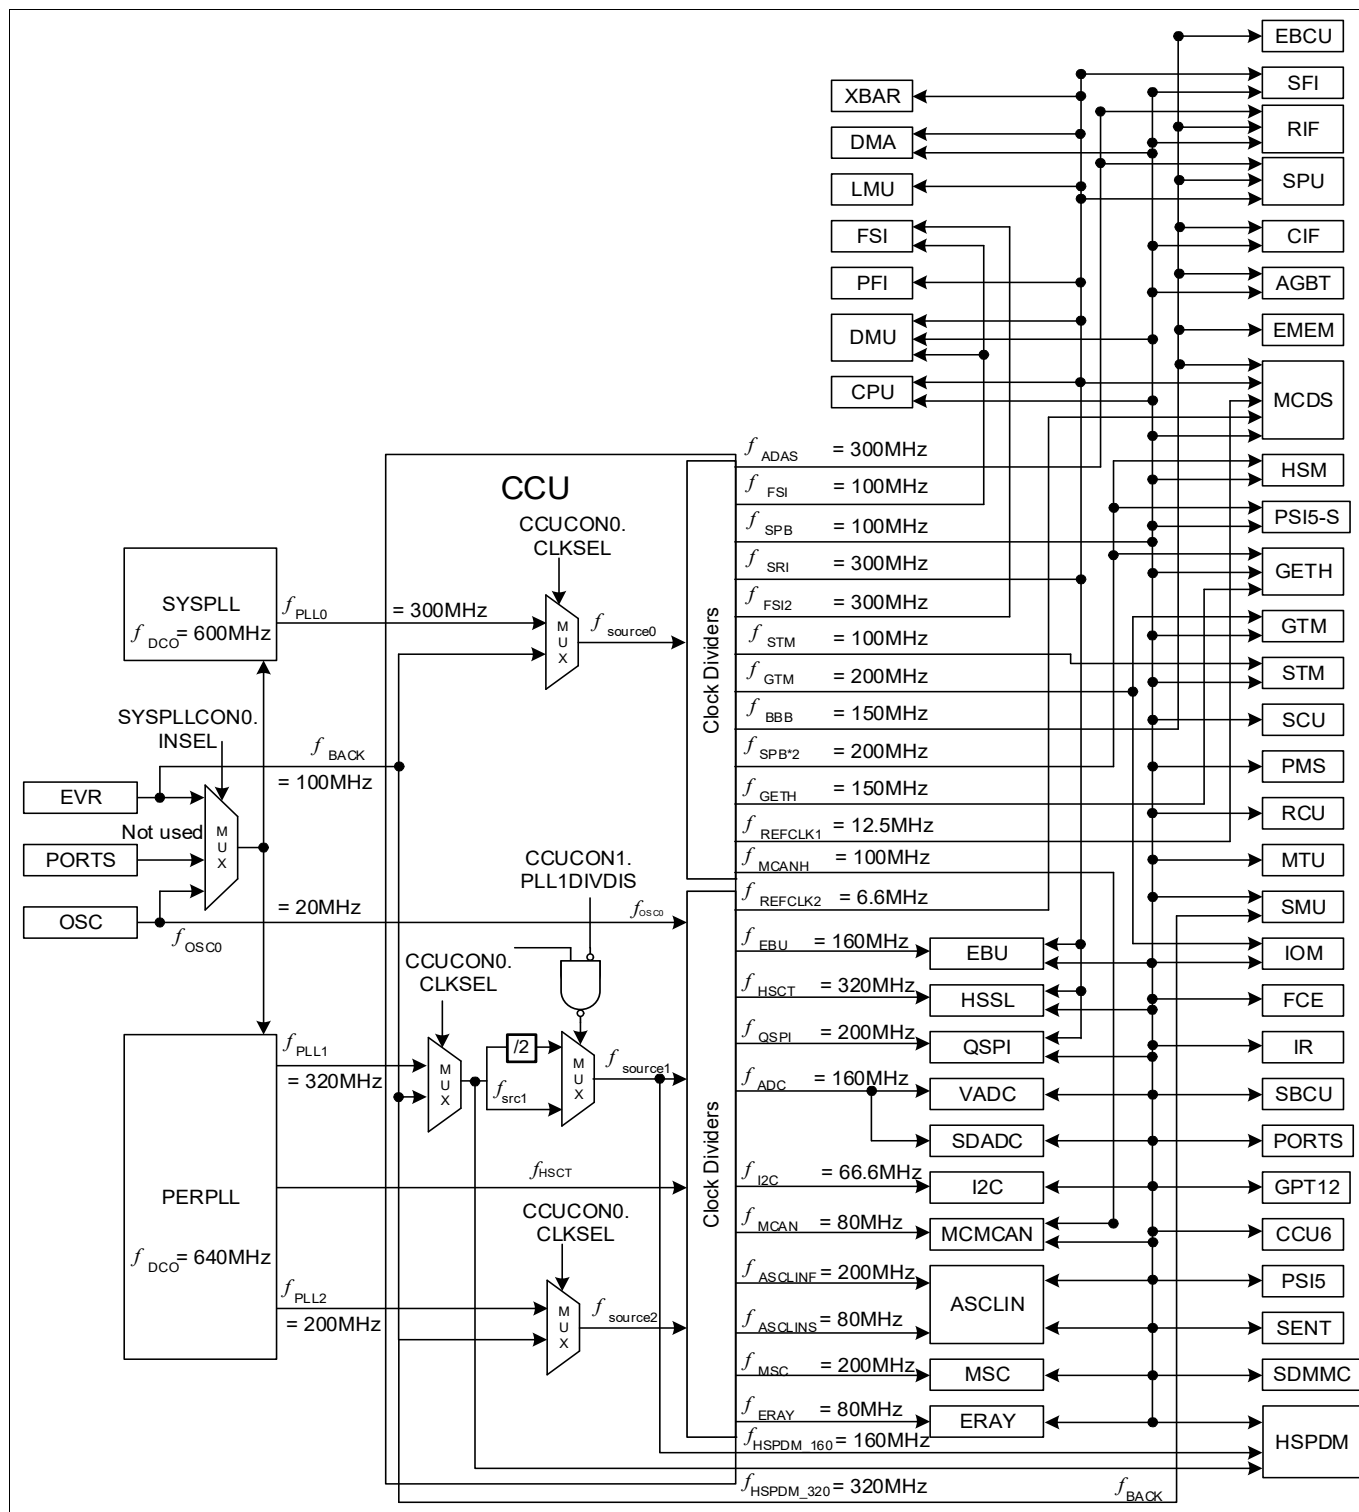 EBCU
SFI
XBAR
RIF
DMA
SPU
LMU
FSI
CIF
PFI
AGBT
DMU
EMEM
CPU
MCDS
f ADAS = 300MHz
HSM
CCU
f FSI = 100MHz
PSI5-S
CCUCON0.
CLKSEL
f SPB = 100MHz
f SRI = 300MHz
GETH
SYSPLL
f DCO = 600MHz
f PLL0 = 300MHz
MUX
f source0
Clock Dividers
f FSI2 = 300MHz
GTM
f STM = 100MHz
STM
f GTM = 200MHz
SYSPLLCON0.
INSEL
f BBB = 150MHz
SCU
f BACK
= 100MHz
f SPB*2 = 200MHz
PMS
EVR
f GETH = 150MHz
RCU
Not used
MUX
PORTS
f REFCLK1 = 12.5MHz
MTU
CCUCON1.
PLL1DIVDIS
f MCANH = 100MHz
f REFCLK2 = 6.6MHz
SMU
OSC
= 20MHz
f OSC0
f OSC0
f EBU = 160MHz
EBU
IOM
CCUCON0.
CLKSEL
f HSCT = 320MHz
HSSL
FCE
f PLL1
= 320MHz
MUX
/2
f src1
MUX
f source1
f QSPI = 200MHz
QSPI
IR
f ADC = 160MHz
VADC
SBCU
SDADC
PORTS
Clock Dividers
f HSCT
f I2C = 66.6MHz
I2C
GPT12
PERPLL
f DCO = 640MHz
CCUCON0.
CLKSEL
f MCAN = 80MHz
MCMCAN
CCU6
f ASCLINF = 200MHz
ASCLIN
PSI5
f PLL2
= 200MHz
MUX
f source2
f ASCLINS = 80MHz
SENT
f MSC = 200MHz
MSC
SDMMC
f ERAY = 80MHz
ERAY
f HSPDM_160 = 160MHz
HSPDM
f HSPDM_320 = 320MHz
f BACK